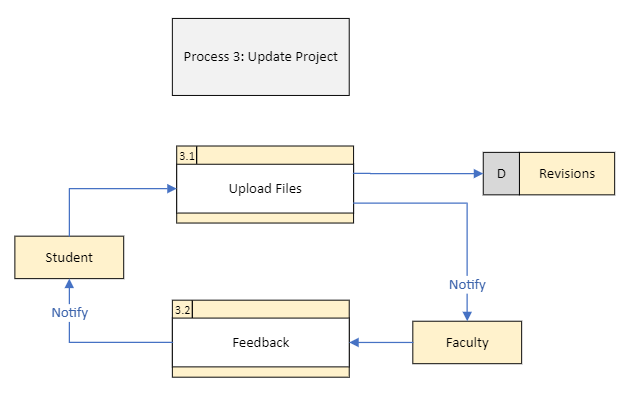 Process 3: Update Project
3.1
Upload Files
D
Revisions
Student
Notify
Notify
3.2
Feedback
Faculty